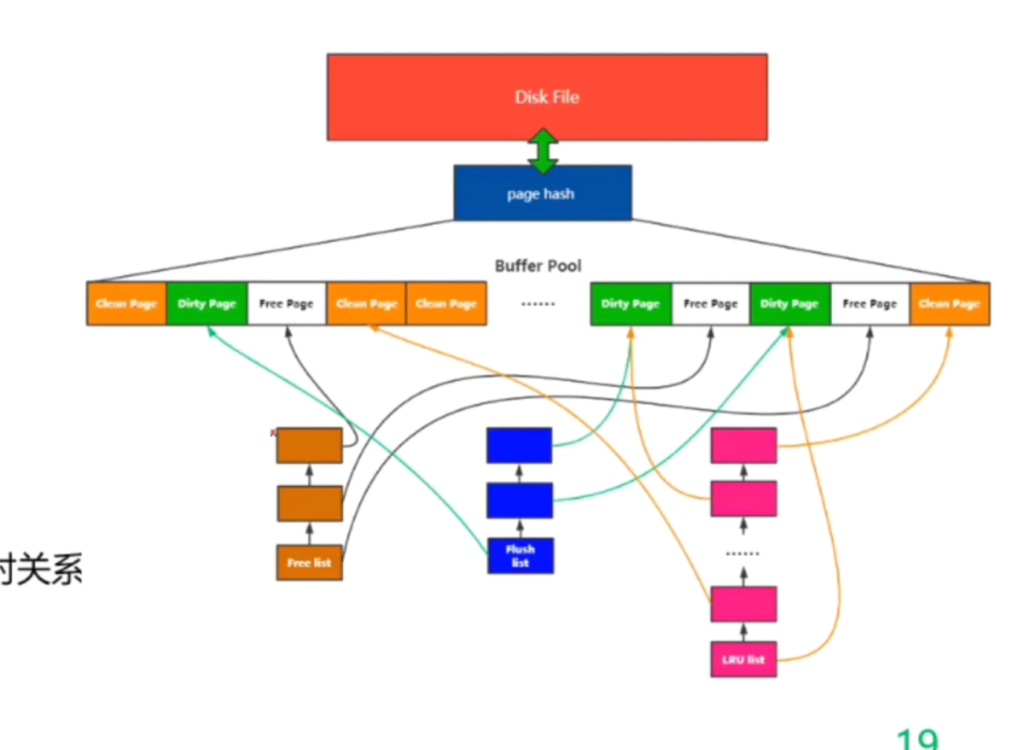 Disk File
page hash
Buffer Pool
Clean Page Dirty Page Free Page Clean Page Clean Page ...... Dirty Page Free Page Dirty Page Free Page Clean Page
Free list
Flush
list
......
时关系
LRU list
19